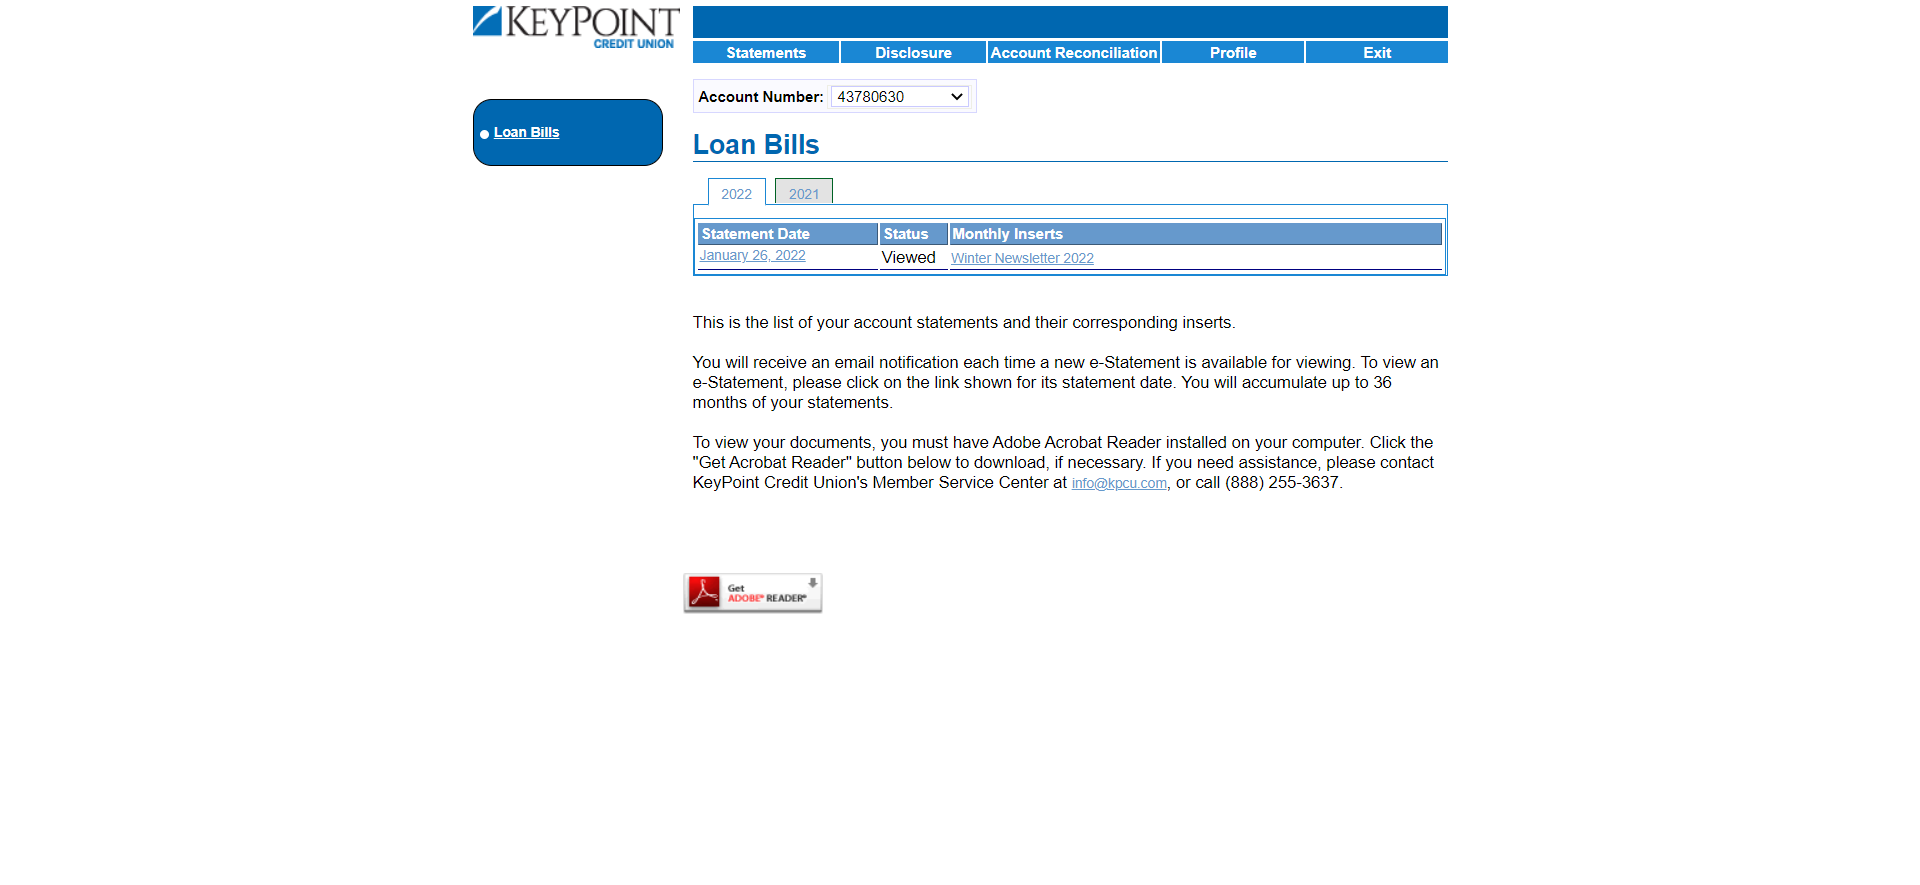 KEYPOINT
CREDIT UNION
Statements Disclosure Account Reconciliation Profile Exit
Account Number: 43780630
Loan Bills
Loan Bills
2022 2021
Statement Date Status Monthly Inserts
January 26, 2022 Viewed Winter Newsletter 2022
This is the list of your account statements and their corresponding inserts.
You will receive an email notification each time a new e-Statement is available for viewing. To view an
e-Statement, please click on the link shown for its statement date. You will accumulate up to 36
months of your statements.
To view your documents, you must have Adobe Acrobat Reader installed on your computer. Click the
"Get Acrobat Reader" button below to download, if necessary. If you need assistance, please contact
KeyPoint Credit Union's Member Service Center at info@kpcu.com, or call (888) 255-3637.
Get
ADOBE® READER®